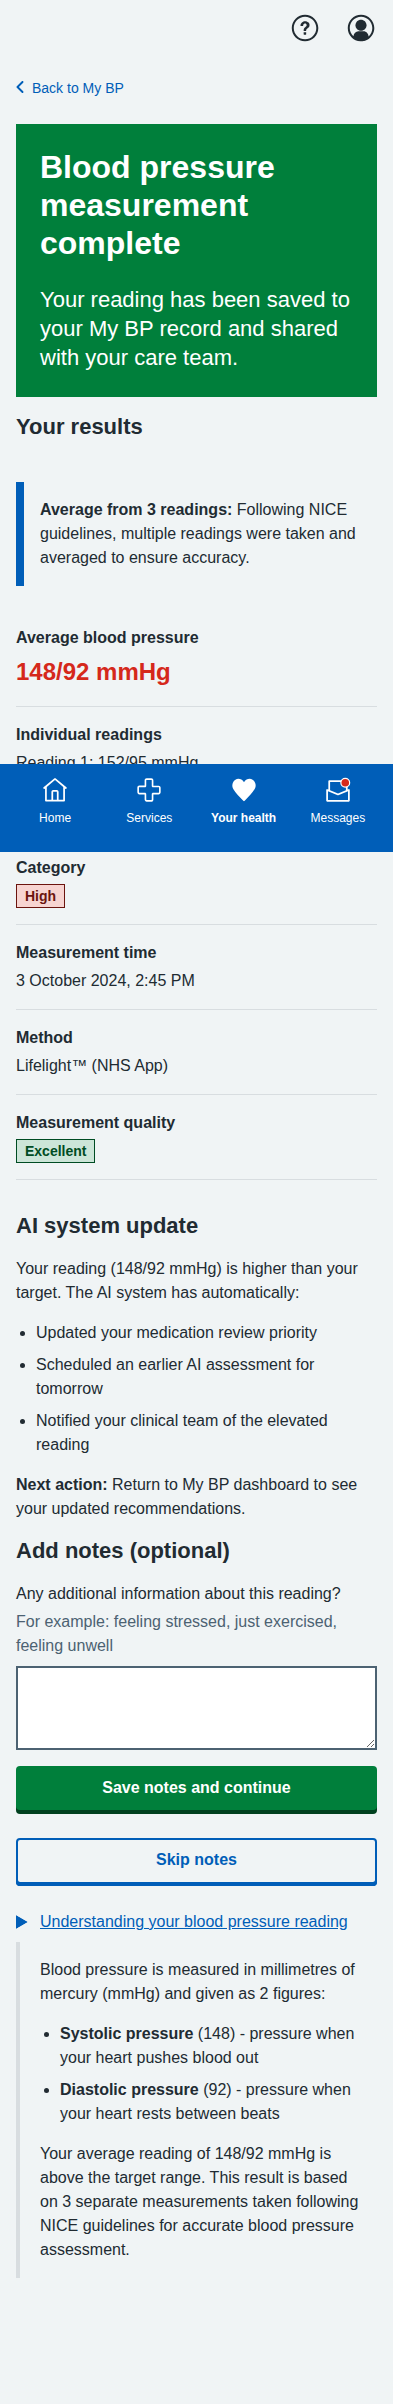 Back to My BP
Blood pressure
measurement
complete
Your reading has been saved to
your My BP record and shared
with your care team.
Your results
Average from 3 readings: Following NICE
guidelines, multiple readings were taken and
averaged to ensure accuracy.
Average blood pressure
148/92 mmHg
Individual readings
Reading 1: 152/95 mmHg
Home
Services
Your health
Messages
Category
High
Measurement time
3 October 2024, 2:45 PM
Method
Lifelight™ (NHS App)
Measurement quality
Excellent
AI system update
Your reading (148/92 mmHg) is higher than your
target. The AI system has automatically:
• Updated your medication review priority
• Scheduled an earlier AI assessment for
tomorrow
• Notified your clinical team of the elevated
reading
Next action: Return to My BP dashboard to see
your updated recommendations.
Add notes (optional)
Any additional information about this reading?
For example: feeling stressed, just exercised,
feeling unwell
Save notes and continue
Skip notes
Understanding your blood pressure reading
Blood pressure is measured in millimetres of
mercury (mmHg) and given as 2 figures:
• Systolic pressure (148) - pressure when
your heart pushes blood out
• Diastolic pressure (92) - pressure when
your heart rests between beats
Your average reading of 148/92 mmHg is
above the target range. This result is based
on 3 separate measurements taken following
NICE guidelines for accurate blood pressure
assessment.